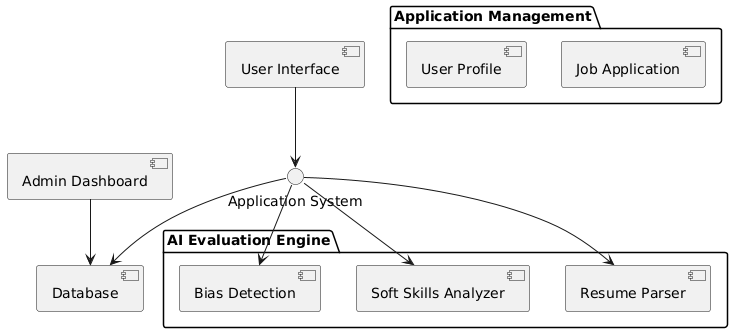 Application Management
User Interface
User Profile
Job Application
Admin Dashboard
Application System
AI Evaluation Engine
Database
Bias Detection
Soft Skills Analyzer
Resume Parser